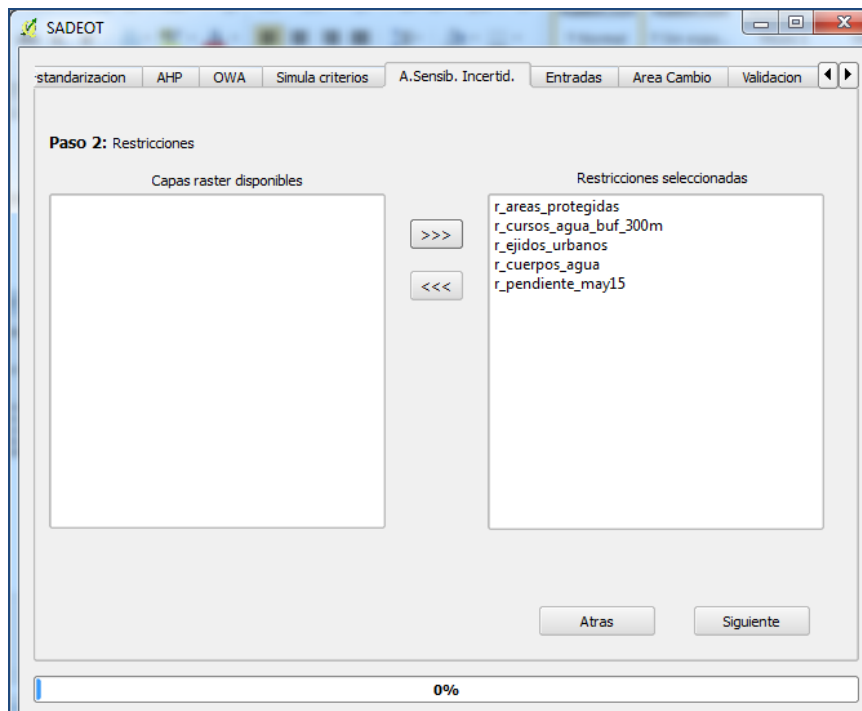 SADEOT
standarizacion AHP OWA Simula criterios A.Sensib. Incertid. Entradas Area Cambio Validacion
Paso 2: Restricciones
Capas raster disponibles
Restricciones seleccionadas
r_areas_protegidas
r_cursos_agua_buf_300m
r_ejidos_urbanos
r_cuerpos_agua
r_pendiente_may15
>>>
<<<
Atras Siguiente
0%